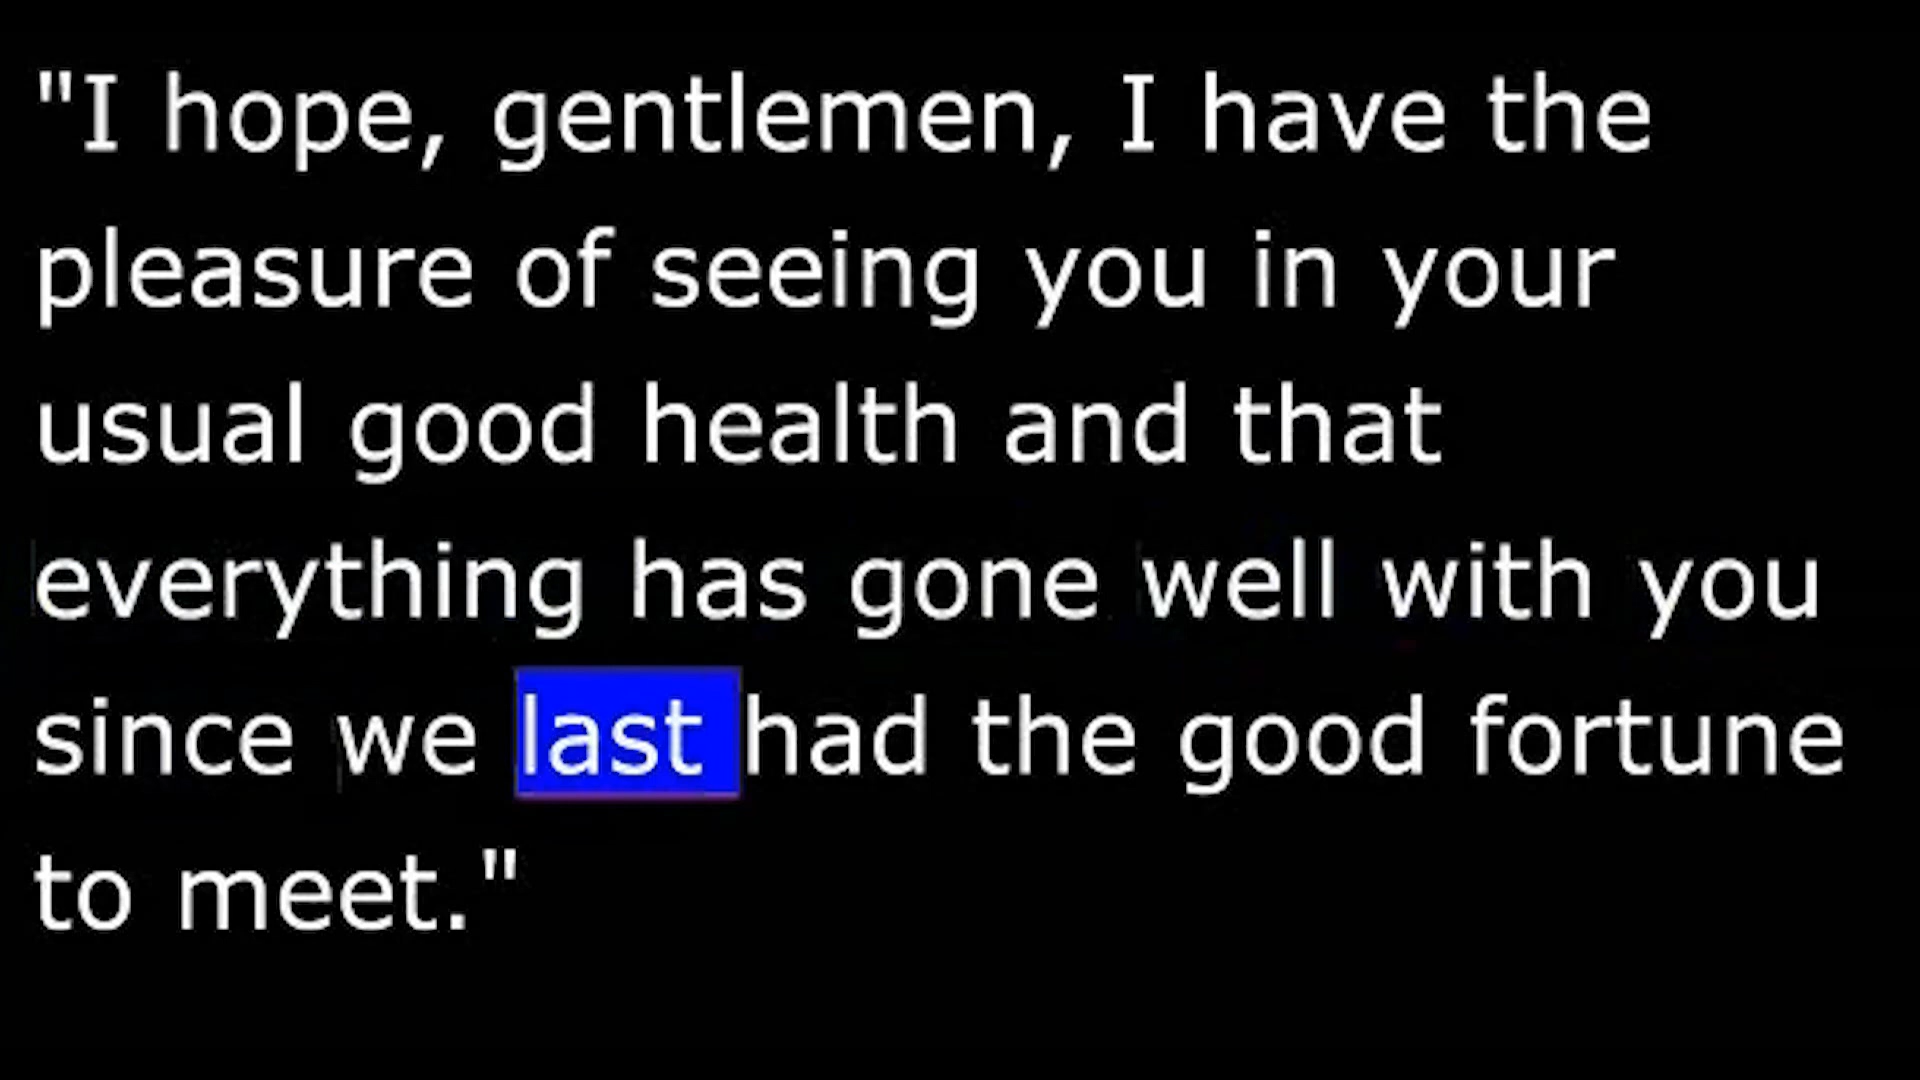 "I hope, gentlemen, I have the
pleasure of seeing you in your
usual good health and that
everything has gone well with you
since we last had the good fortune
to meet."